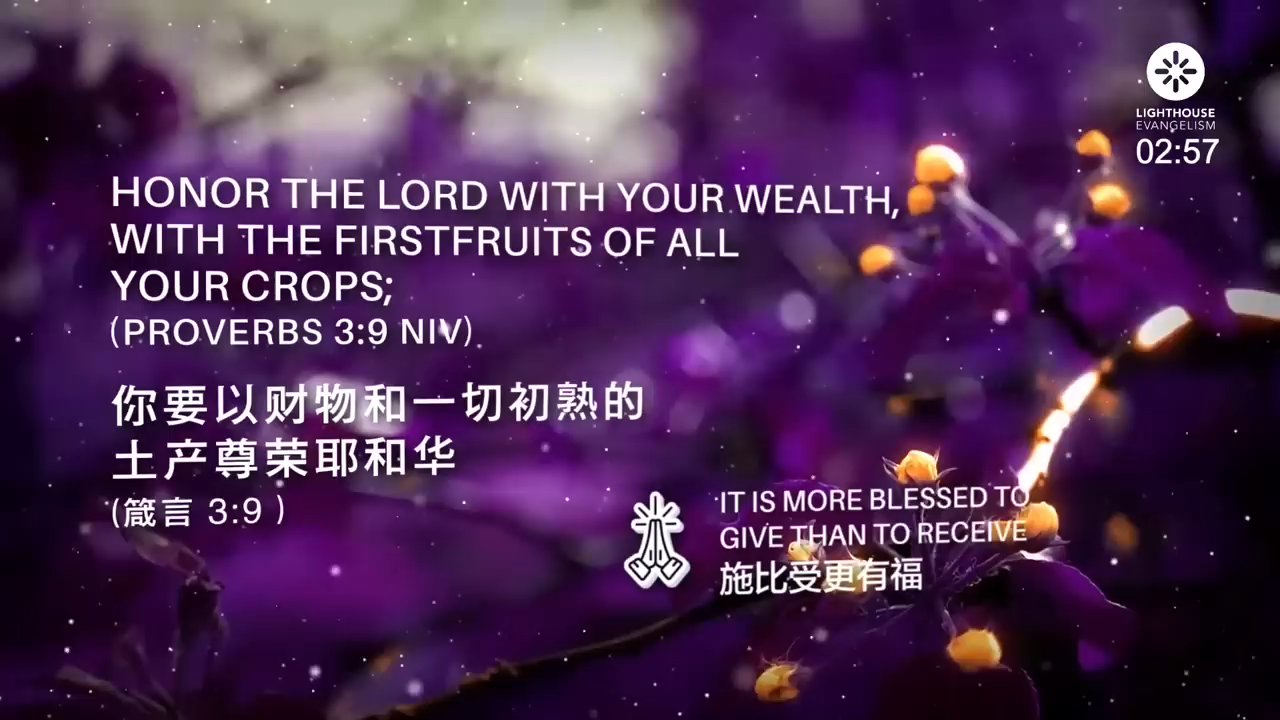 LIGHTHOUSE
EVANGELISM
02:57
HONOR THE LORD WITH YOUR WEALTH,
WITH THE FIRSTFRUITS OF ALL
YOUR CROPS;
(PROVERBS 3:9 NIV)
你要以财物和一切初熟的
土产尊荣耶和华
(箴言 3:9 )
IT IS MORE BLESSED TO
GIVE THAN TO RECEIVE
施比受更有福